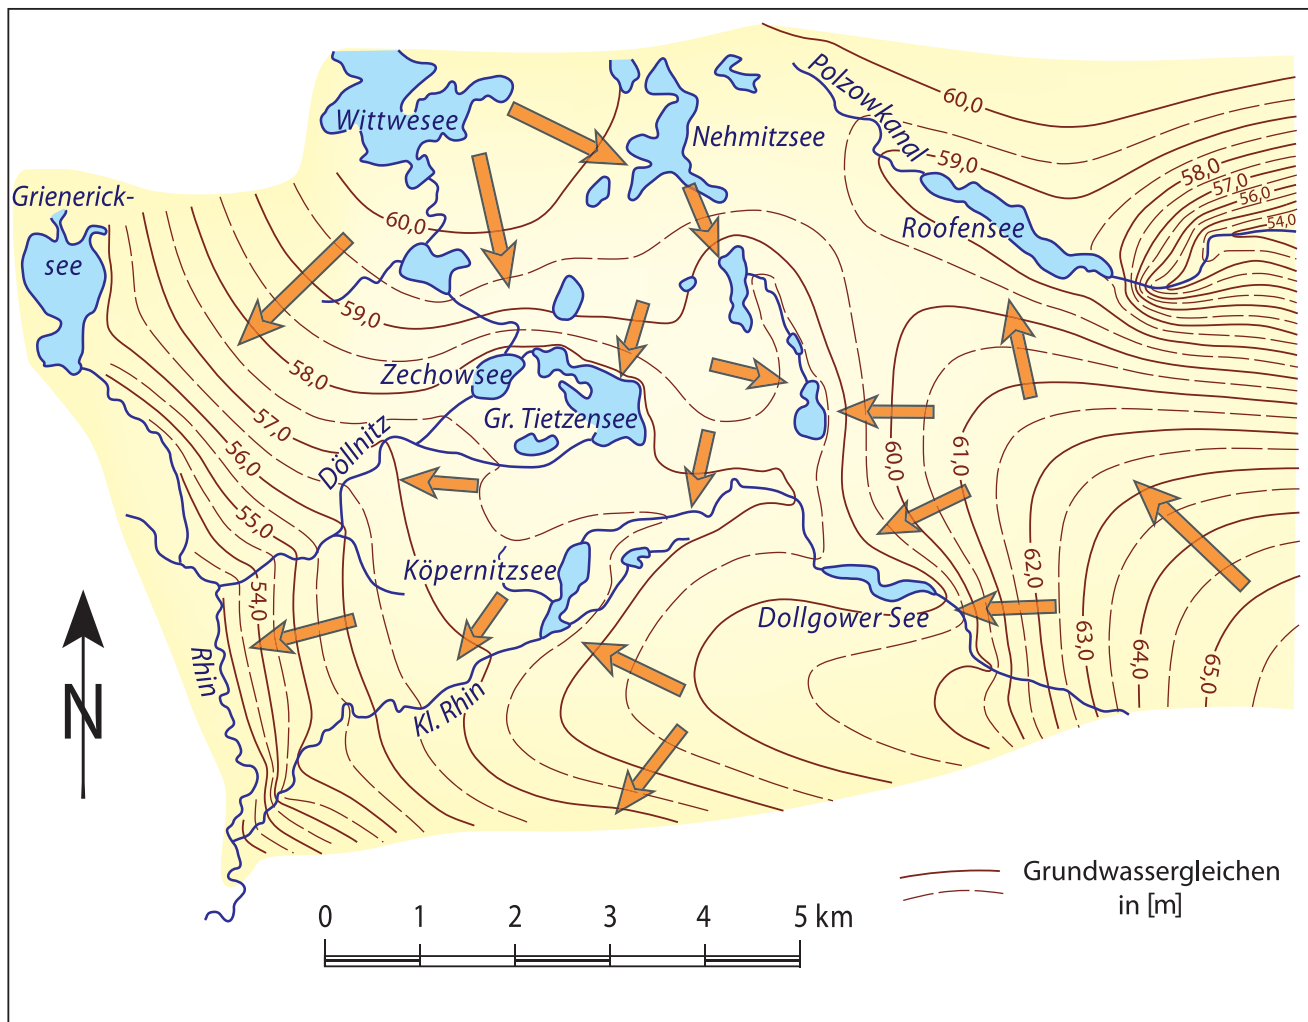 Polzowkanal
60,0
Wittwesee
Nehmitzsee
59,0
58,0
57,0
56,0
54,0
Grienerick-
see
60,0
Roofensee
59,0
58,0
Zechowsee
57,0
Gr. Tietzensee
56,0
Döllnitz
60,0
61,0
55,0
Köpernitzsee
62,0
54,0
Dollgower See
63,0
64,0
65,0
Rhin
Kl. Rhin
N
Grundwassergleichen
in [m]
0 1 2 3 4 5 km